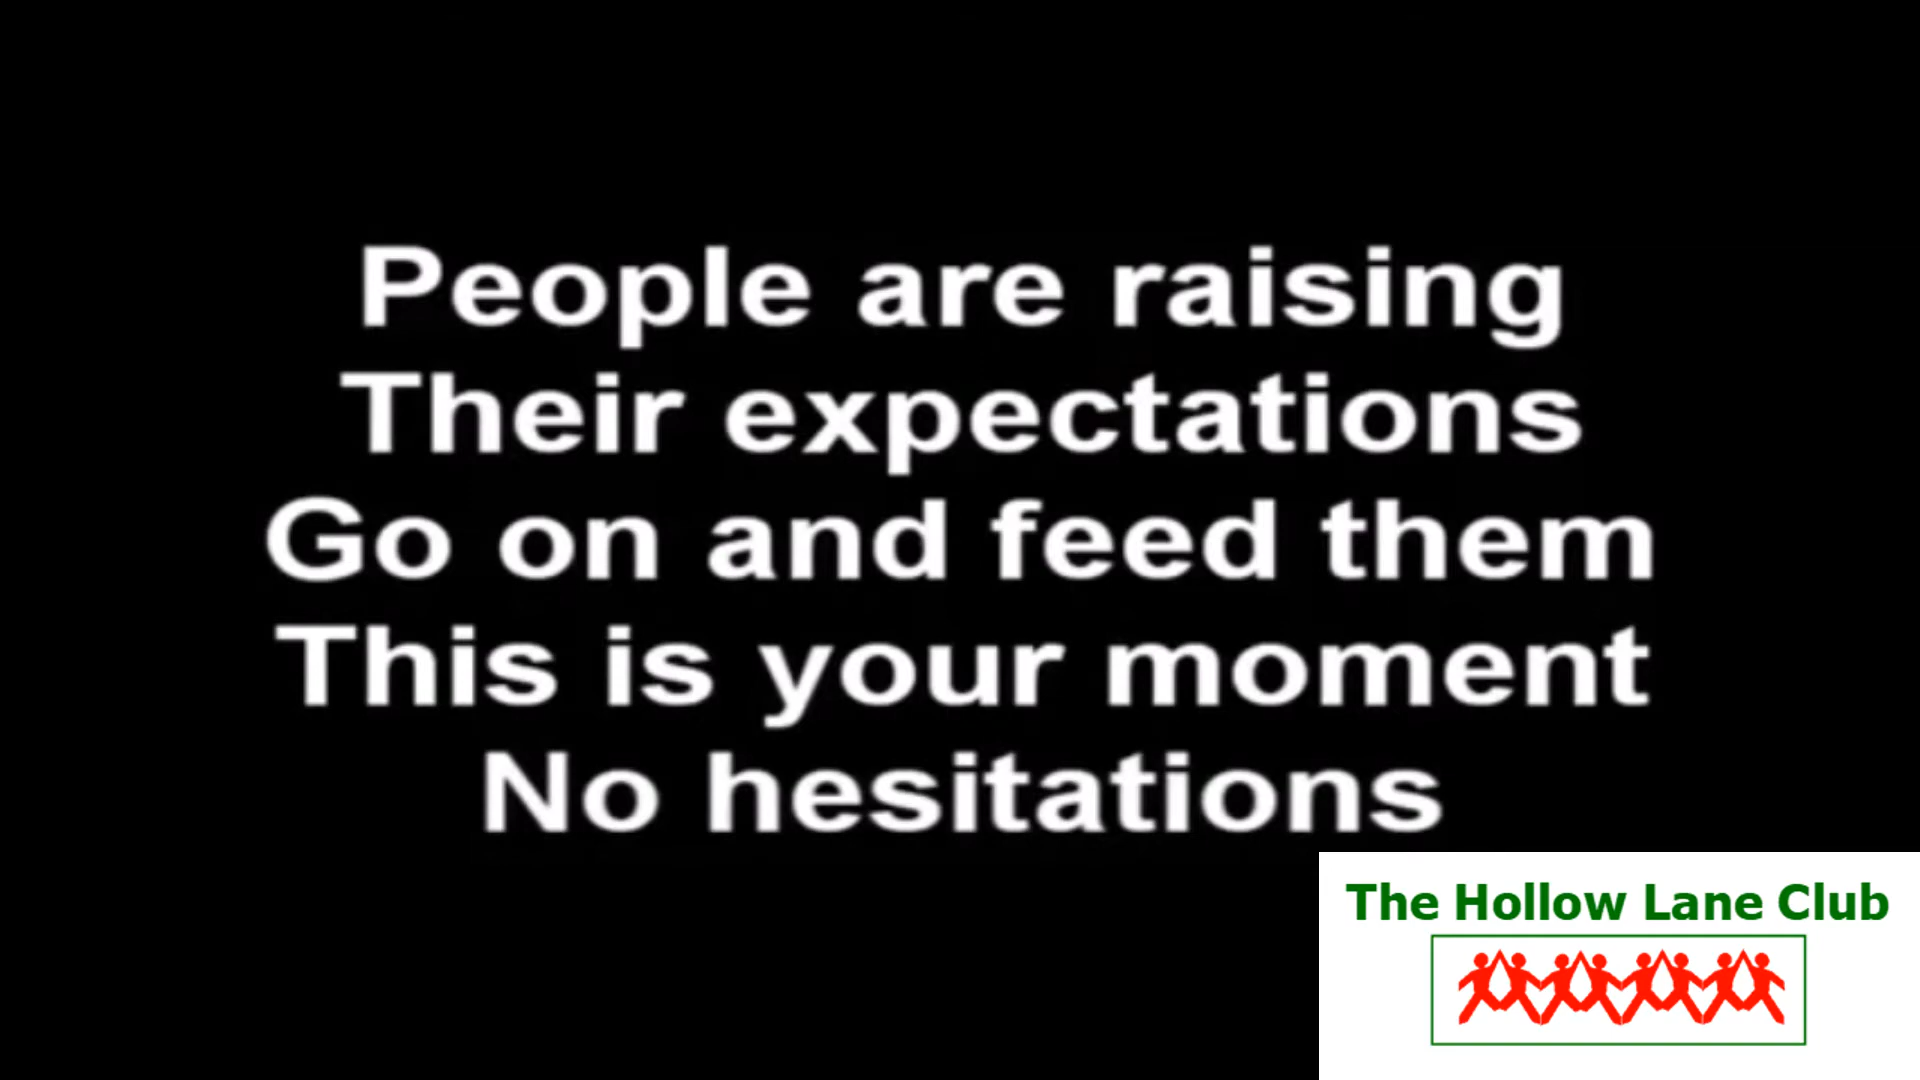 People are raising
Their expectations
Go on and feed them
This is your moment
No hesitations
The Hollow Lane Club